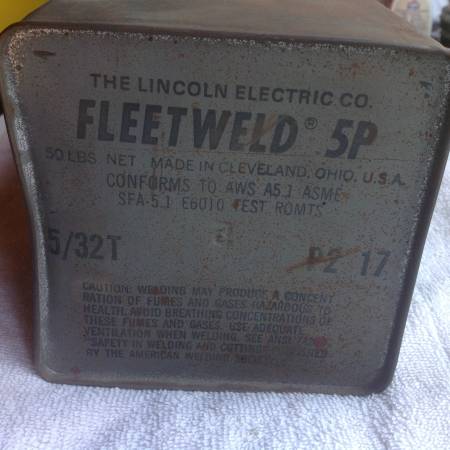 THE LINCOLN ELECTRIC CO.
FLEETWELD® 5P
50 LBS NET MADE IN CLEVELAND, OHIO, U.S.A.
CONFORMS TO AWS A5.1 ASME
SFA-5.1 E6010 TEST RQMTS
5/32T P2 17
CAUTION: WELDING MAY PRODUCE A CONCENT
RATION OF FUMES AND GASES HAZARDOUS TO
HEALTH. AVOID BREATHING CONCENTRATIONS OF
THESE FUMES AND GASES. USE ADEQUATE
VENTILATION WHEN WELDING. SEE ANSI
"SAFETY IN WELDING AND CUTTING"
BY THE AMERICAN WELDING SOCIETY